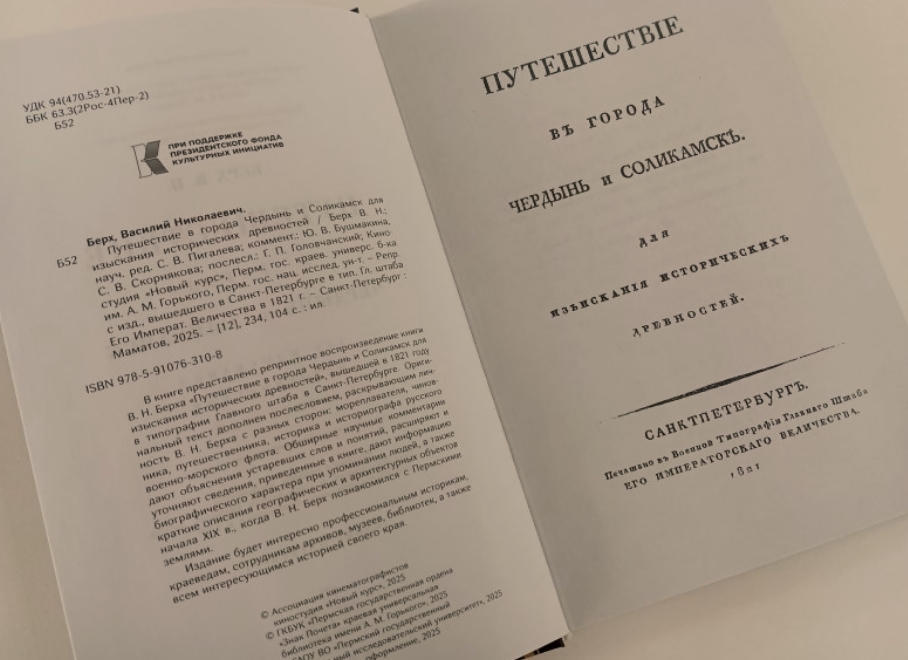 УДК 94(470.53-21)
ББК 63.3(2Рос-4Пер-2)
Б52
ПРИ ПОДДЕРЖКЕ
ПРЕЗИДЕНТСКОГО ФОНДА
КУЛЬТУРНЫХ ИНИЦИАТИВ
Берх, Василий Николаевич.
Б52
Путешествие в города Чердынь и Соликамск для
изыскания исторических древностей / Берх В. Н.;
науч. ред. С. В. Пигалева; коммент.: Ю. В. Бушмакина,
С. В. Скорнякова; послесл.: Г. П. Головчанский; Кино-
студия «Новый курс», Перм. гос. краев. универс. б-ка
им. А. М. Горького, Перм. гос. нац. исслед. ун-т. – Репр.
с изд., вышедшего в Санкт-Петербурге в тип. Гл. штаба
Его Императ. Величества в 1821 г. – Санкт-Петербург :
Маматов, 2025. – [12], 234, 104 с. : ил.
ISBN 978-5-91076-310-8
В книге представлено репринтное воспроизведение книги
В. Н. Берха «Путешествие в города Чердынь и Соликамск для
изыскания исторических древностей», вышедшей в 1821 году
в типографии Главного штаба в Санкт-Петербурге. Ориги-
нальный текст дополнен послесловием, раскрывающим лич-
ность В. Н. Берха с разных сторон: мореплавателя, чинов-
ника, путешественника, историка и историографа русского
военно-морского флота. Обширные научные комментарии
дают объяснения устаревших слов и понятий, расширяют и
уточняют сведения, приведенные в книге, дают информацию
биографического характера при упоминании людей, а также
краткие описания географических и архитектурных объектов
начала XIX в., когда В. Н. Берх познакомился с Пермскими
землями.
Издание будет интересно профессиональным историкам,
краеведам, сотрудникам архивов, музеев, библиотек, а также
всем интересующимся историей своего края.
© Ассоциация кинематографистов
киностудия «Новый курс», 2025
© ГКБУК «Пермская государственная ордена
"Знак Почета" краевая универсальная
библиотека имени А. М. Горького», 2025
ВО «Пермский государственный
исследовательский университет», 2025
оформление, 2025
ПУТЕШЕСТВІЕ
ВЪ ГОРОДА
ЧЕРДЫНЬ и СОЛИКАМСКЪ.
для
ИЗЫСКАНІЯ ИСТОРИЧЕСКИХЪ
ДРЕВНОСТЕЙ.
САНКТПЕТЕРБУРГЪ.
Печатано въ Военной Типографіи Главнаго Штаба
ЕГО ИМПЕРАТОРСКАГО ВЕЛИЧЕСТВА.
1821